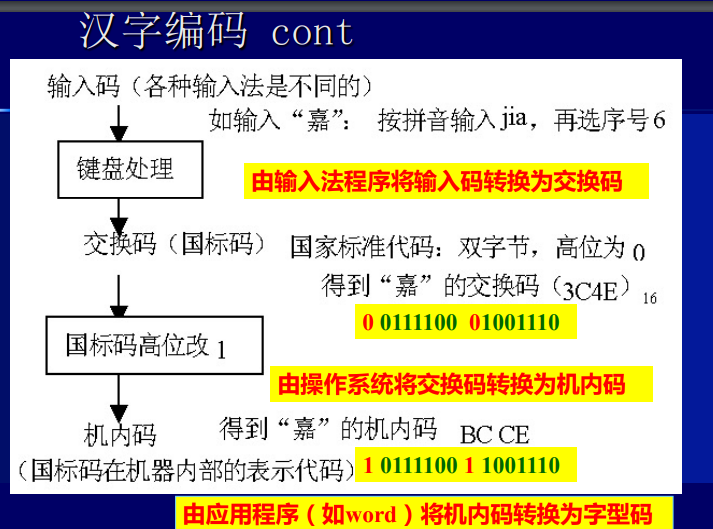 汉字编码 cont
输入码（各种输入法是不同的）
如输入“嘉”： 按拼音输入jia，再选序号6
键盘处理
由输入法程序将输入码转换为交换码
交换码（国标码） 国家标准代码：双字节，高位为0
得到“嘉”的交换码（3C4E）16
0 0111100 01001110
国标码高位改1
由操作系统将交换码转换为机内码
机内码 得到“嘉”的机内码 BC CE
（国标码在机器内部的表示代码） 1 0111100 1 1001110
由应用程序（如word）将机内码转换为字型码